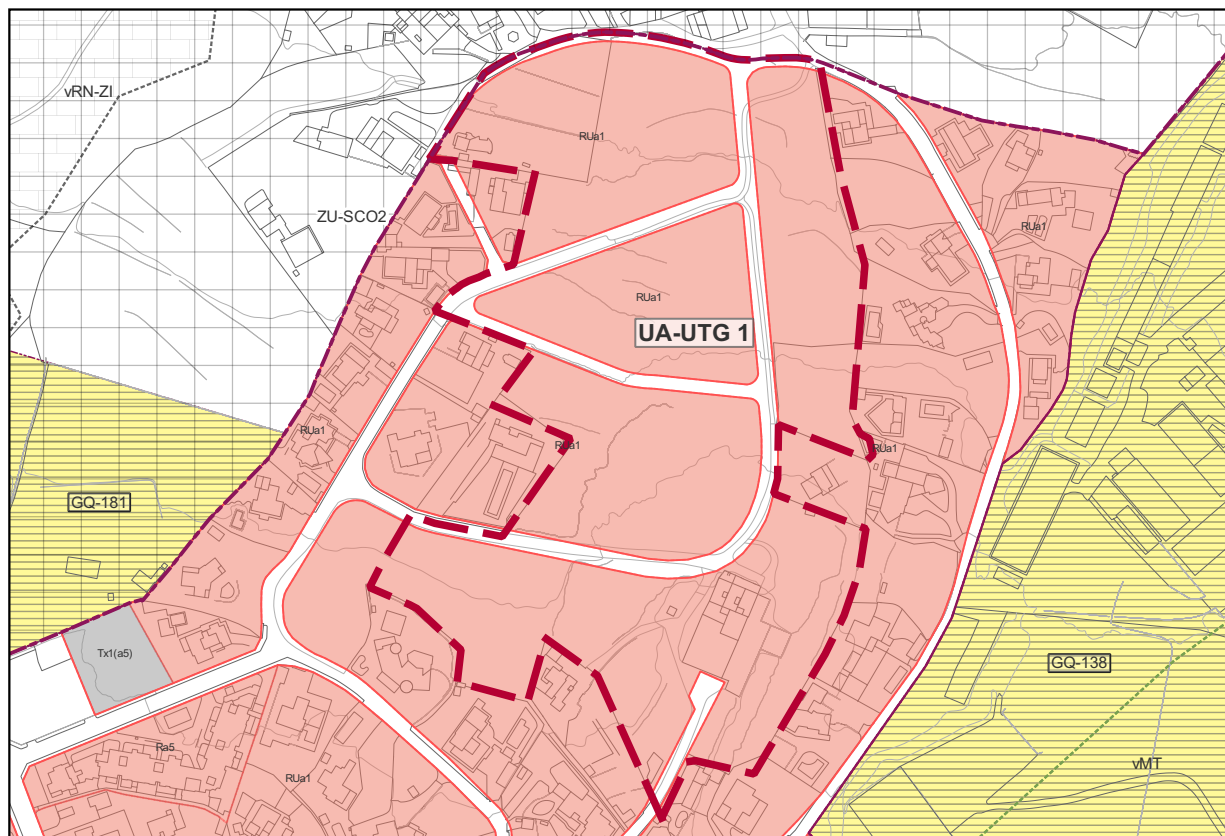 vRN-ZI
RUa1
ZU-SCO2
RUa1
RUa1
UA-UTG 1
RUa1
RUa1
RUa1
GQ-181
Tx1(a5)
GQ-138
Ra5
RUa1
vMT